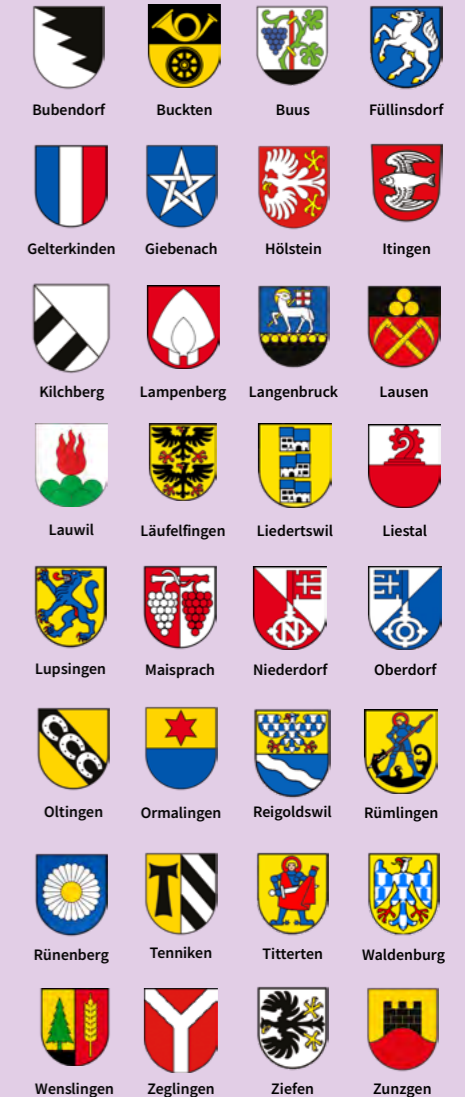 Bubendorf Buckten Buus Füllinsdorf
Gelterkinden Giebenach Hölstein Itingen
Kilchberg Lampenberg Langenbruck Lausen
Lauwil Läufelfingen Liedertswil Liestal
Lupsingen Maisprach Niederdorf Oberdorf
N O
Oltingen Ormalingen Reigoldswil Rümlingen
Rünenberg Tenniken Titterten Waldenburg
Wenslingen Zeglingen Ziefen Zunzgen